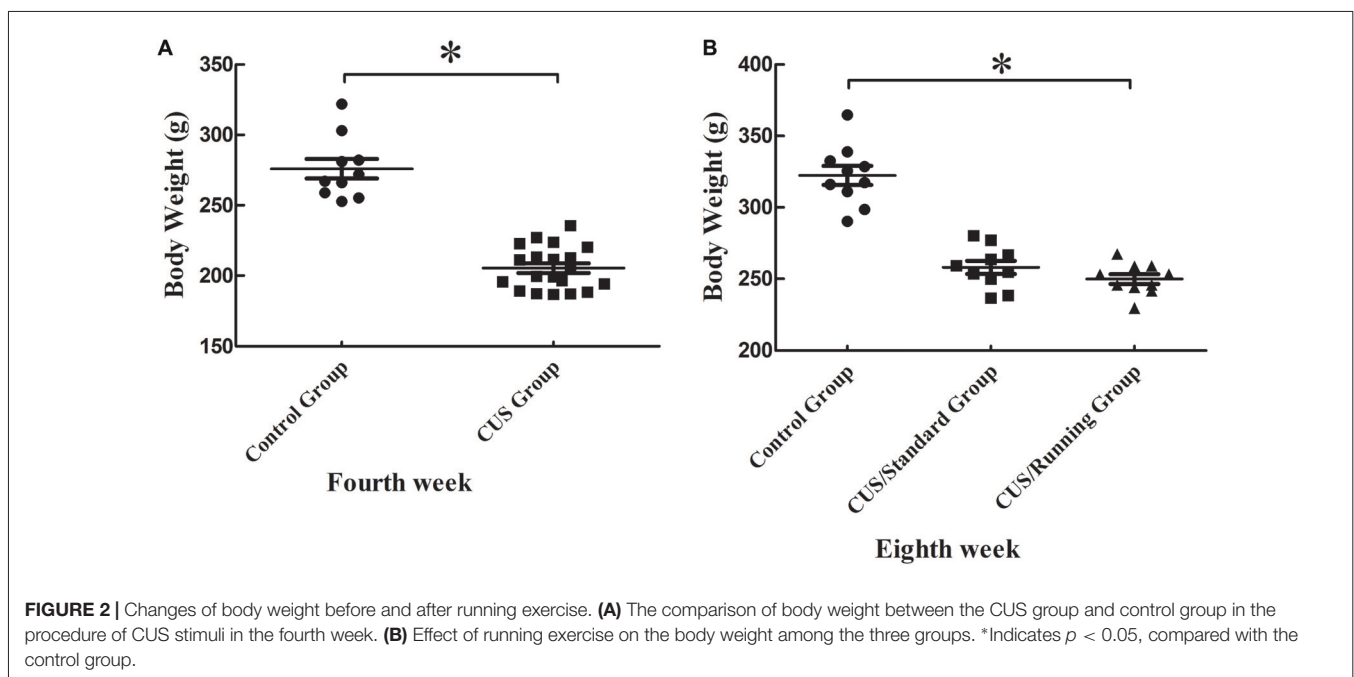 A
B
*
*
350
300
250
200
150
Body Weight (g)
Control Group
CUS Group
Fourth week
400
350
300
250
200
Body Weight (g)
Control Group
CUS/Standard Group
CUS/Running Group
Eighth week
FIGURE 2 | Changes of body weight before and after running exercise. (A) The comparison of body weight between the CUS group and control group in the
procedure of CUS stimuli in the fourth week. (B) Effect of running exercise on the body weight among the three groups. *Indicates p < 0.05, compared with the
control group.